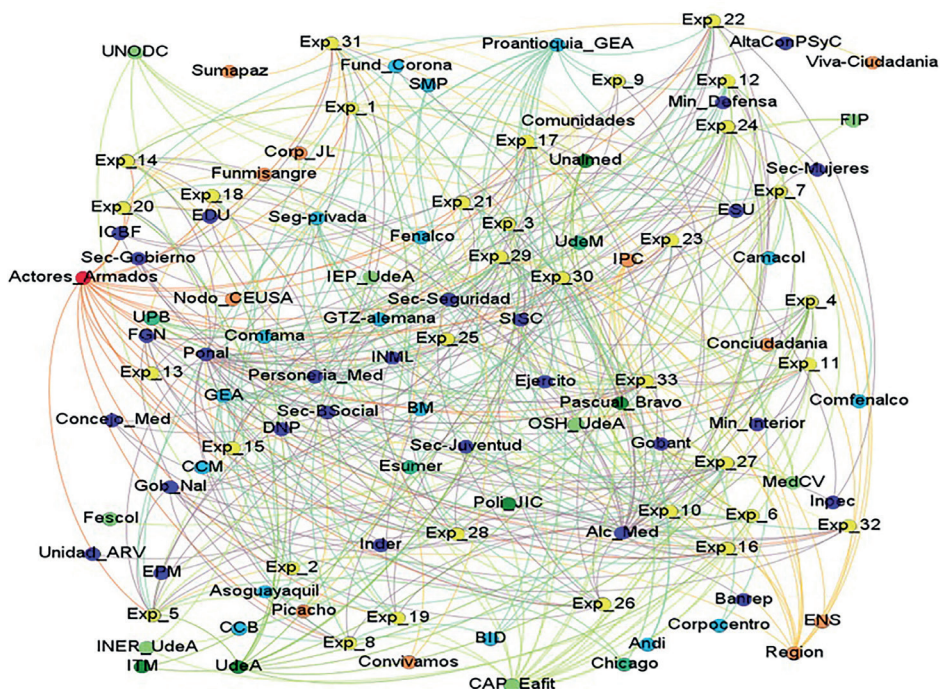 Exp_22
Exp_31
Proantioquia_GEA
AltaConPSyC
UNODC
Viva-Ciudadania
Sumapaz
Fund_Corona
SMP
Exp_9
Exp_12
Min_Defensa
Exp_1
Comunidades
FIP
Exp_24
Exp_17
Corp_JL
Unalmed
Exp_14
Funmisangre
Sec-Mujeres
Exp_7
Exp_18
Exp_20
EDU
Seg-privada
Exp_21
ESU
ICBF
Exp_3
Fenalco
UdeM
Exp_23
Sec-Gobierno
Exp_29
IPC
Camacol
Actores_Armados
IEP_UdeA
Exp_30
Nodo_CEUSA
Sec-Seguridad
Exp_4
UPB
GTZ-alemana
SISC
FGN
Comfama
Exp_25
Conciudadania
Ponal
INML
Exp_11
Exp_13
Personeria_Med
Ejercito
Exp_33
GEA
Pascual_Bravo
Comfenalco
Concejo_Med
Sec-BSocial
BM
DNP
OSH_UdeA
Min_Interior
Exp_15
Sec-Juventud
Gobant
CCM
Esumer
Exp_27
Gob_Nal
MedCV
Poli_JIC
Inpec
Fescol
Exp_10
Exp_6
Exp_32
Unidad_ARV
Inder
Exp_28
Alc_Med
Exp_16
EPM
Exp_2
Asoguayaquil
Banrep
Exp_5
Picacho
Exp_19
Exp_26
ENS
CCB
Corpocentro
INER_UdeA
Exp_8
BID
Andi
Region
ITM
UdeA
Convivamos
Chicago
CAP_Eafit